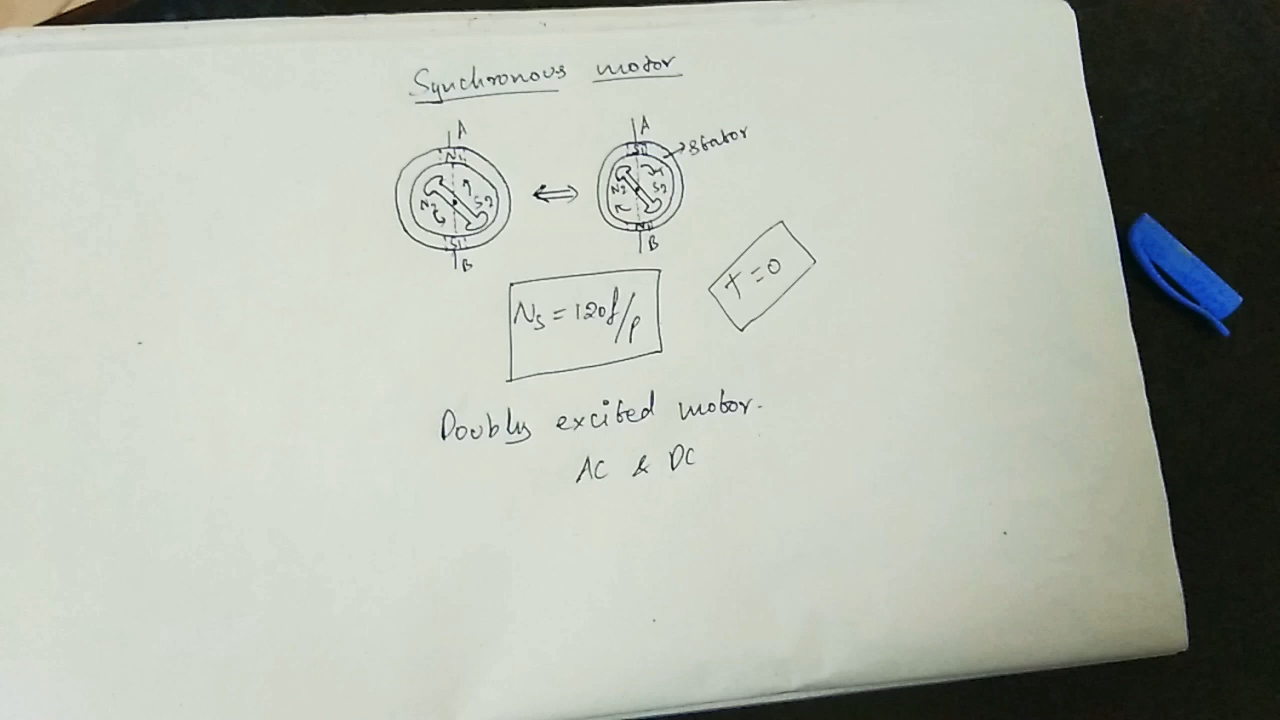 Synchronous motor
A A
N1 S1 → stator
N2 S2 N2 S2
S1 N1
B B
Ns = 120f/p
T = 0
Doubly excited motor.
AC & DC